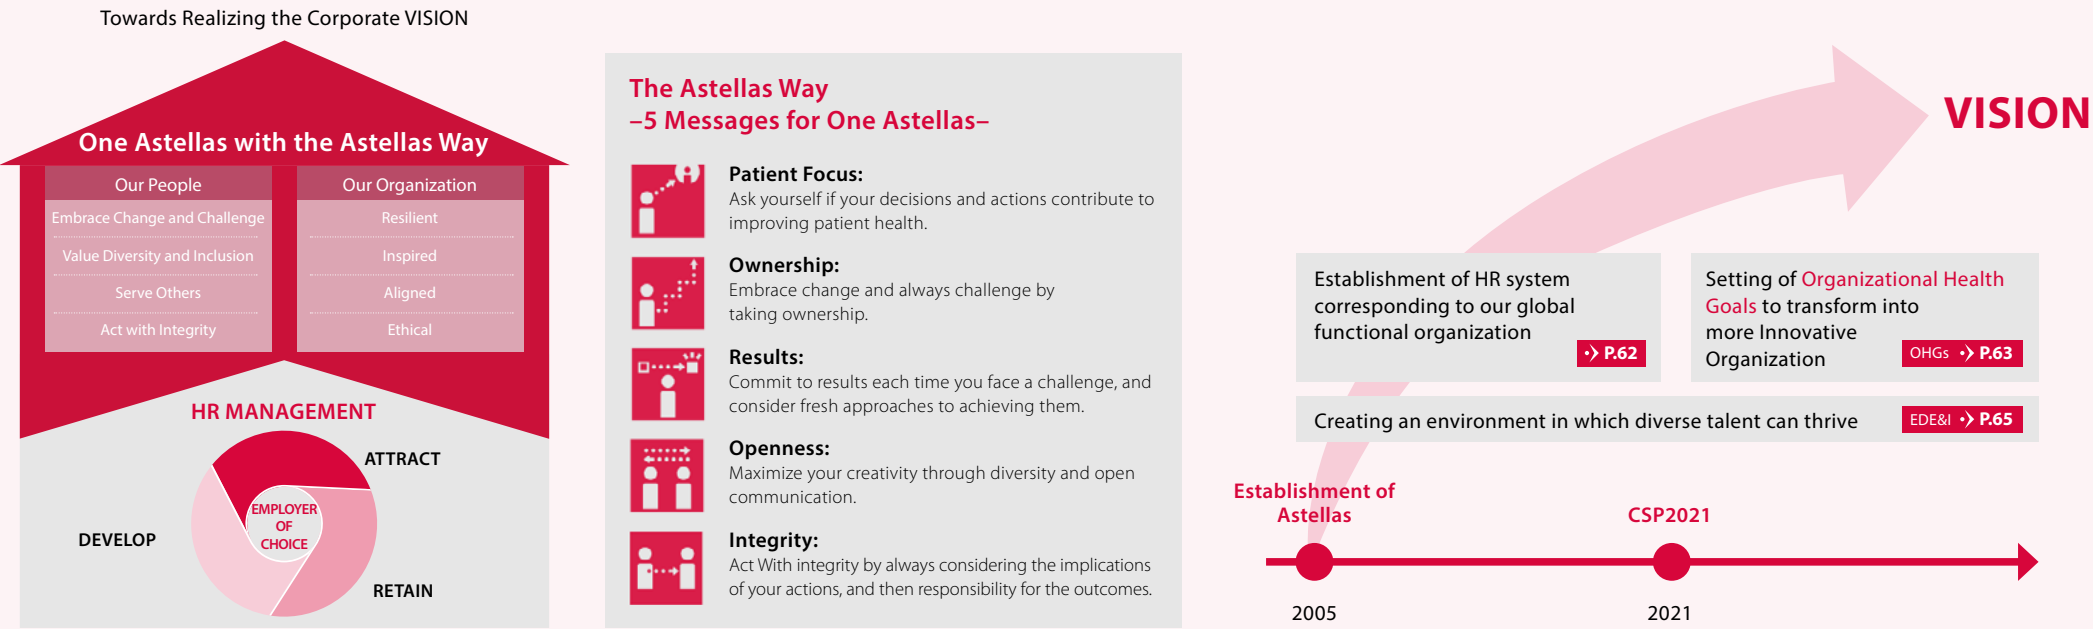 Towards Realizing the Corporate VISION
One Astellas with the Astellas Way
Our People
Embrace Change and Challenge
Value Diversity and Inclusion
Serve Others
Act with Integrity
Our Organization
Resilient
Inspired
Aligned
Ethical
HR MANAGEMENT
ATTRACT
EMPLOYER
OF
CHOICE
DEVELOP
RETAIN
The Astellas Way
–5 Messages for One Astellas–
Patient Focus:
Ask yourself if your decisions and actions contribute to
improving patient health.
Ownership:
Embrace change and always challenge by
taking ownership.
Results:
Commit to results each time you face a challenge, and
consider fresh approaches to achieving them.
Openness:
Maximize your creativity through diversity and open
communication.
Integrity:
Act With integrity by always considering the implications
of your actions, and then responsibility for the outcomes.
VISION
Establishment of HR system
corresponding to our global
functional organization
P.62
Setting of Organizational Health
Goals to transform into
more Innovative
Organization
OHGs P.63
Creating an environment in which diverse talent can thrive
EDE&I P.65
Establishment of
Astellas
CSP2021
2005
2021